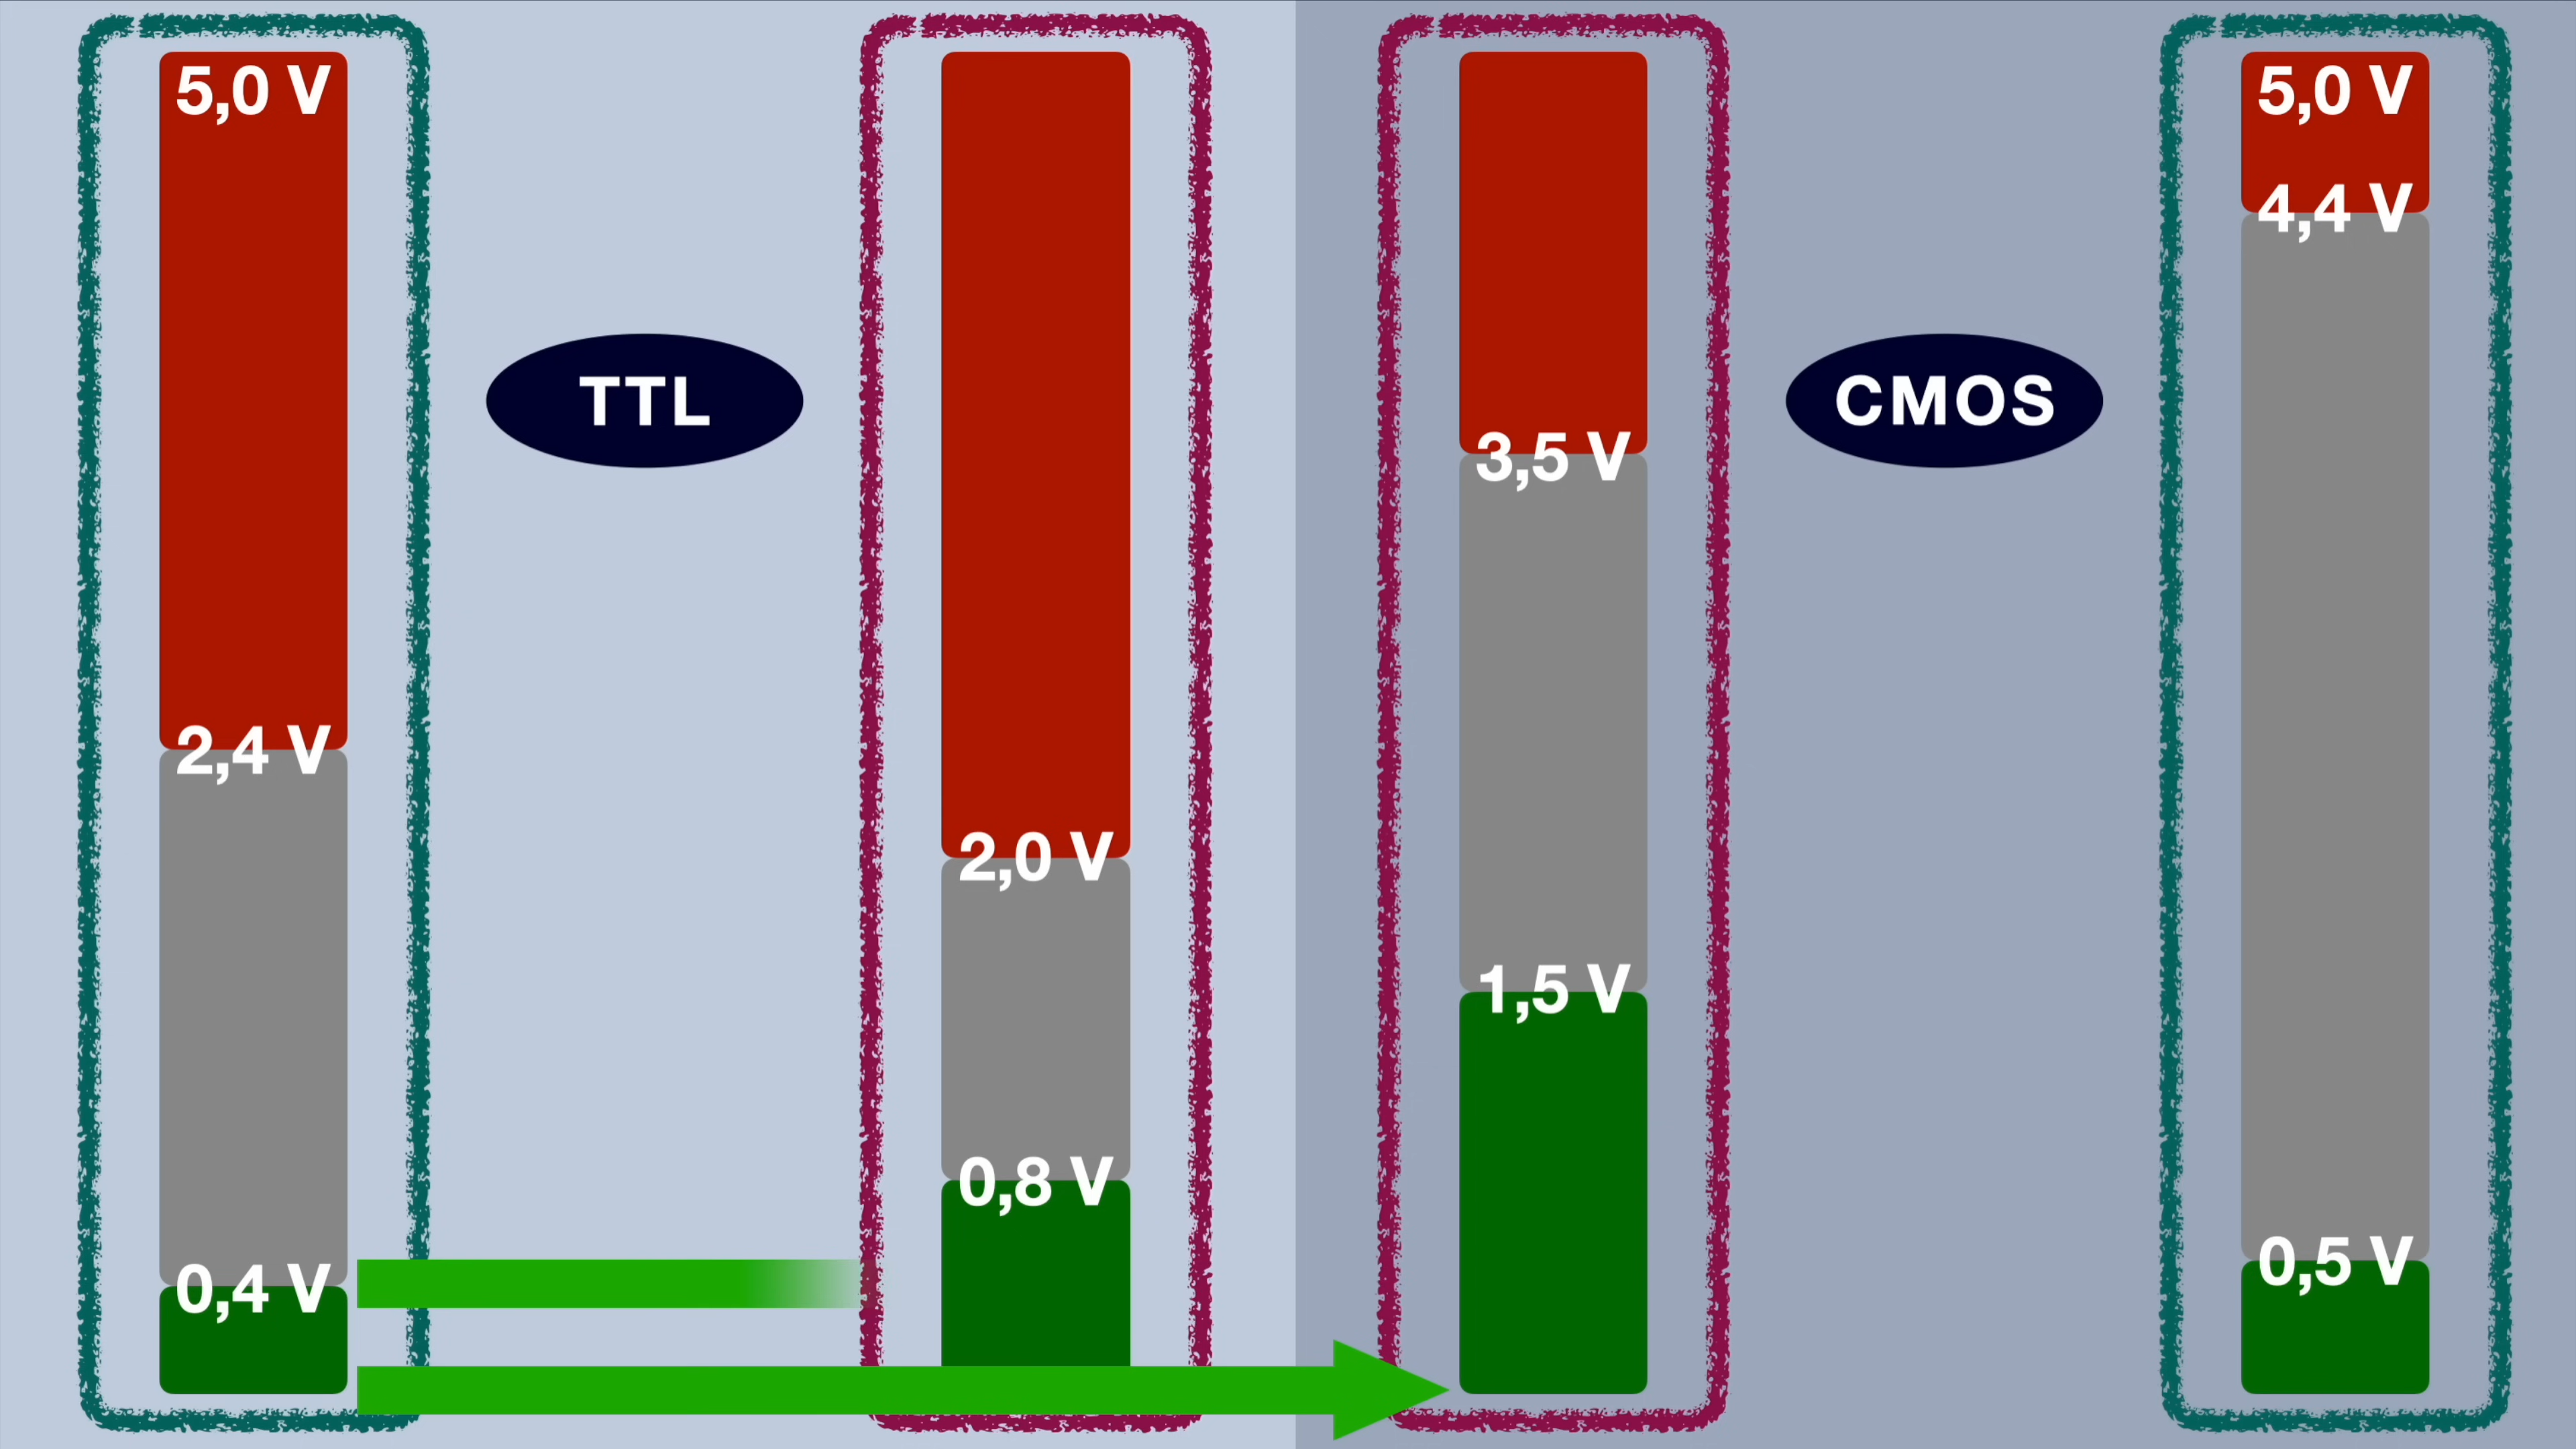 5,0 V
2,4 V
0,4 V
TTL
2,0 V
0,8 V
3,5 V
1,5 V
CMOS
5,0 V
4,4 V
0,5 V